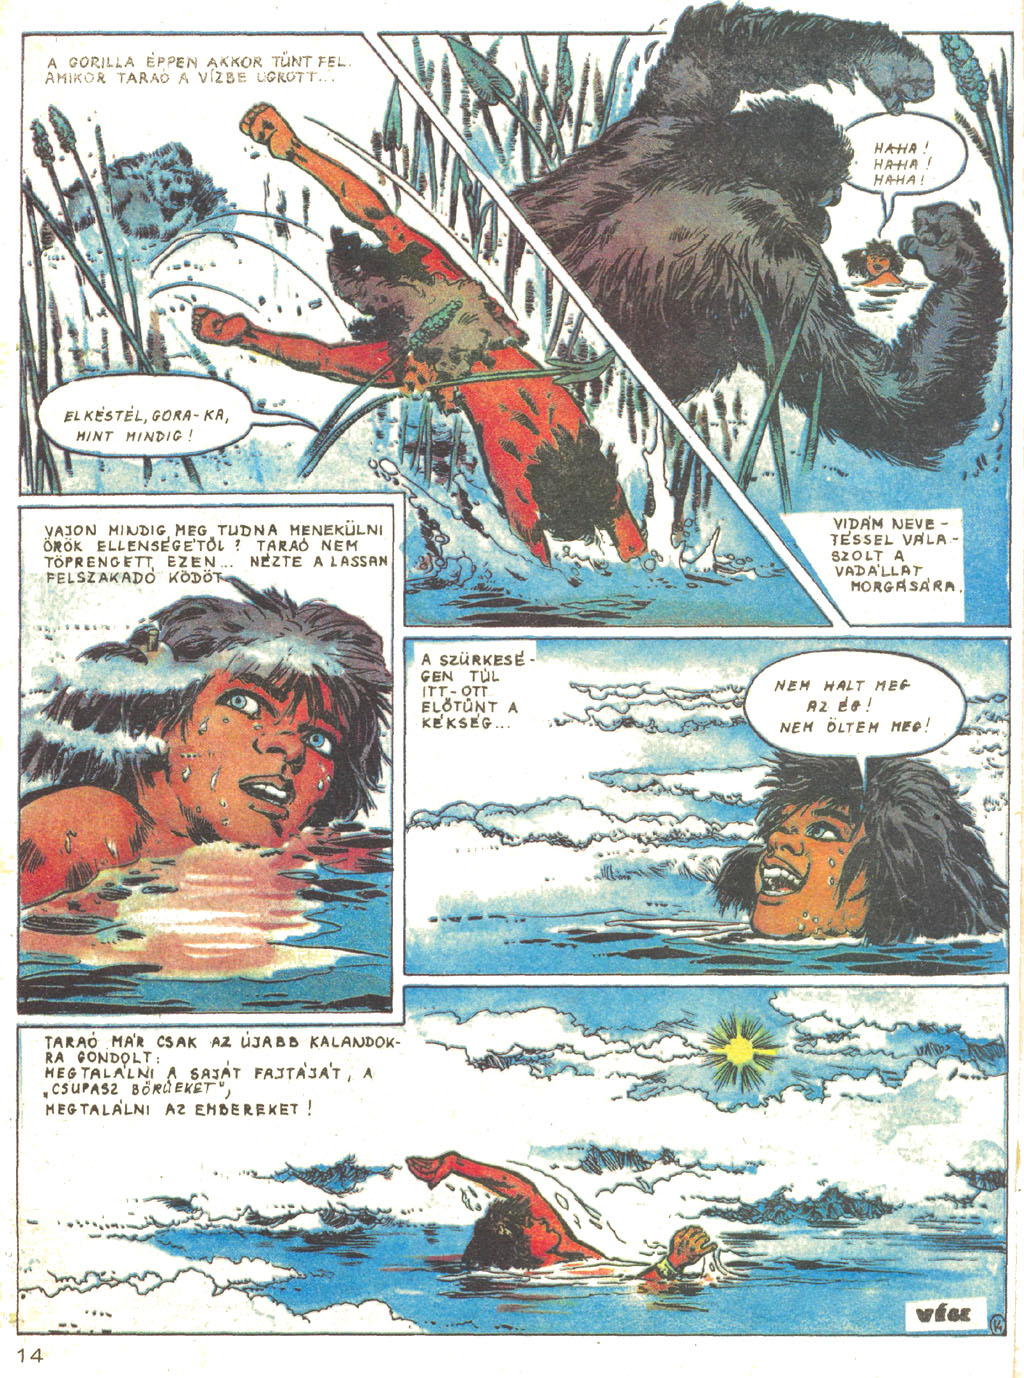 A GORILLA ÉPPEN AKKOR TŰNT FEL,
AMIKOR TARAÓ A VÍZBE UGROTT...
HAHA!
HAHA!
HAHA!
ELKÉSTÉL, GORA-KA,
MINT MINDIG!
VIDÁM NEVE-
TÉSSEL VÁLA-
SZOLT A
VADÁLLAT
MORGÁSÁRA.
VAJON MINDIG MEG TUDNA MENEKÜLNI
ÖRÖK ELLENSÉGÉTŐL? TARAÓ NEM
TÖPRENGETT EZEN... NÉZTE A LASSAN
FELSZAKADÓ KÖDÖT.
A SZÜRKESÉ-
GEN TÚL
ITT-OTT
ELŐTŰNT A
KÉKSÉG...
NEM HALT MEG
AZ ÉG!
NEM ÖLTEM MEG!
TARAÓ MÁR CSAK AZ ÚJABB KALANDOK-
RA GONDOLT:
MEGTALÁLNI A SAJÁT FAJTÁJÁT, A
„CSUPASZ BŐRŰEKET",
MEGTALÁLNI AZ EMBEREKET!
VÉGE
14